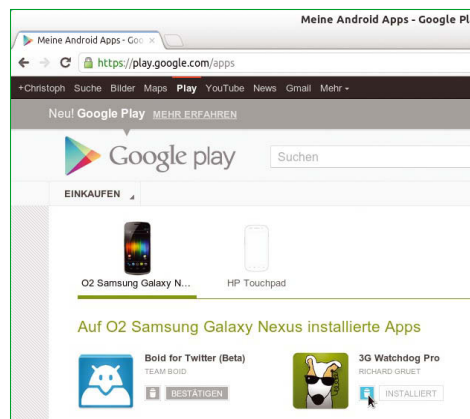 Meine Android Apps - Google Pl
Meine Android Apps - Goo
https://play.google.com/apps
+Christoph Suche Bilder Maps Play YouTube News Gmail Mehr
Neu! Google Play MEHR ERFAHREN
Google play
Suchen
EINKAUFEN
O2 Samsung Galaxy N... HP Touchpad
Auf O2 Samsung Galaxy Nexus installierte Apps
Boid for Twitter (Beta)
TEAM BOID
BESTÄTIGEN
3G Watchdog Pro
RICHARD GRUET
INSTALLIERT